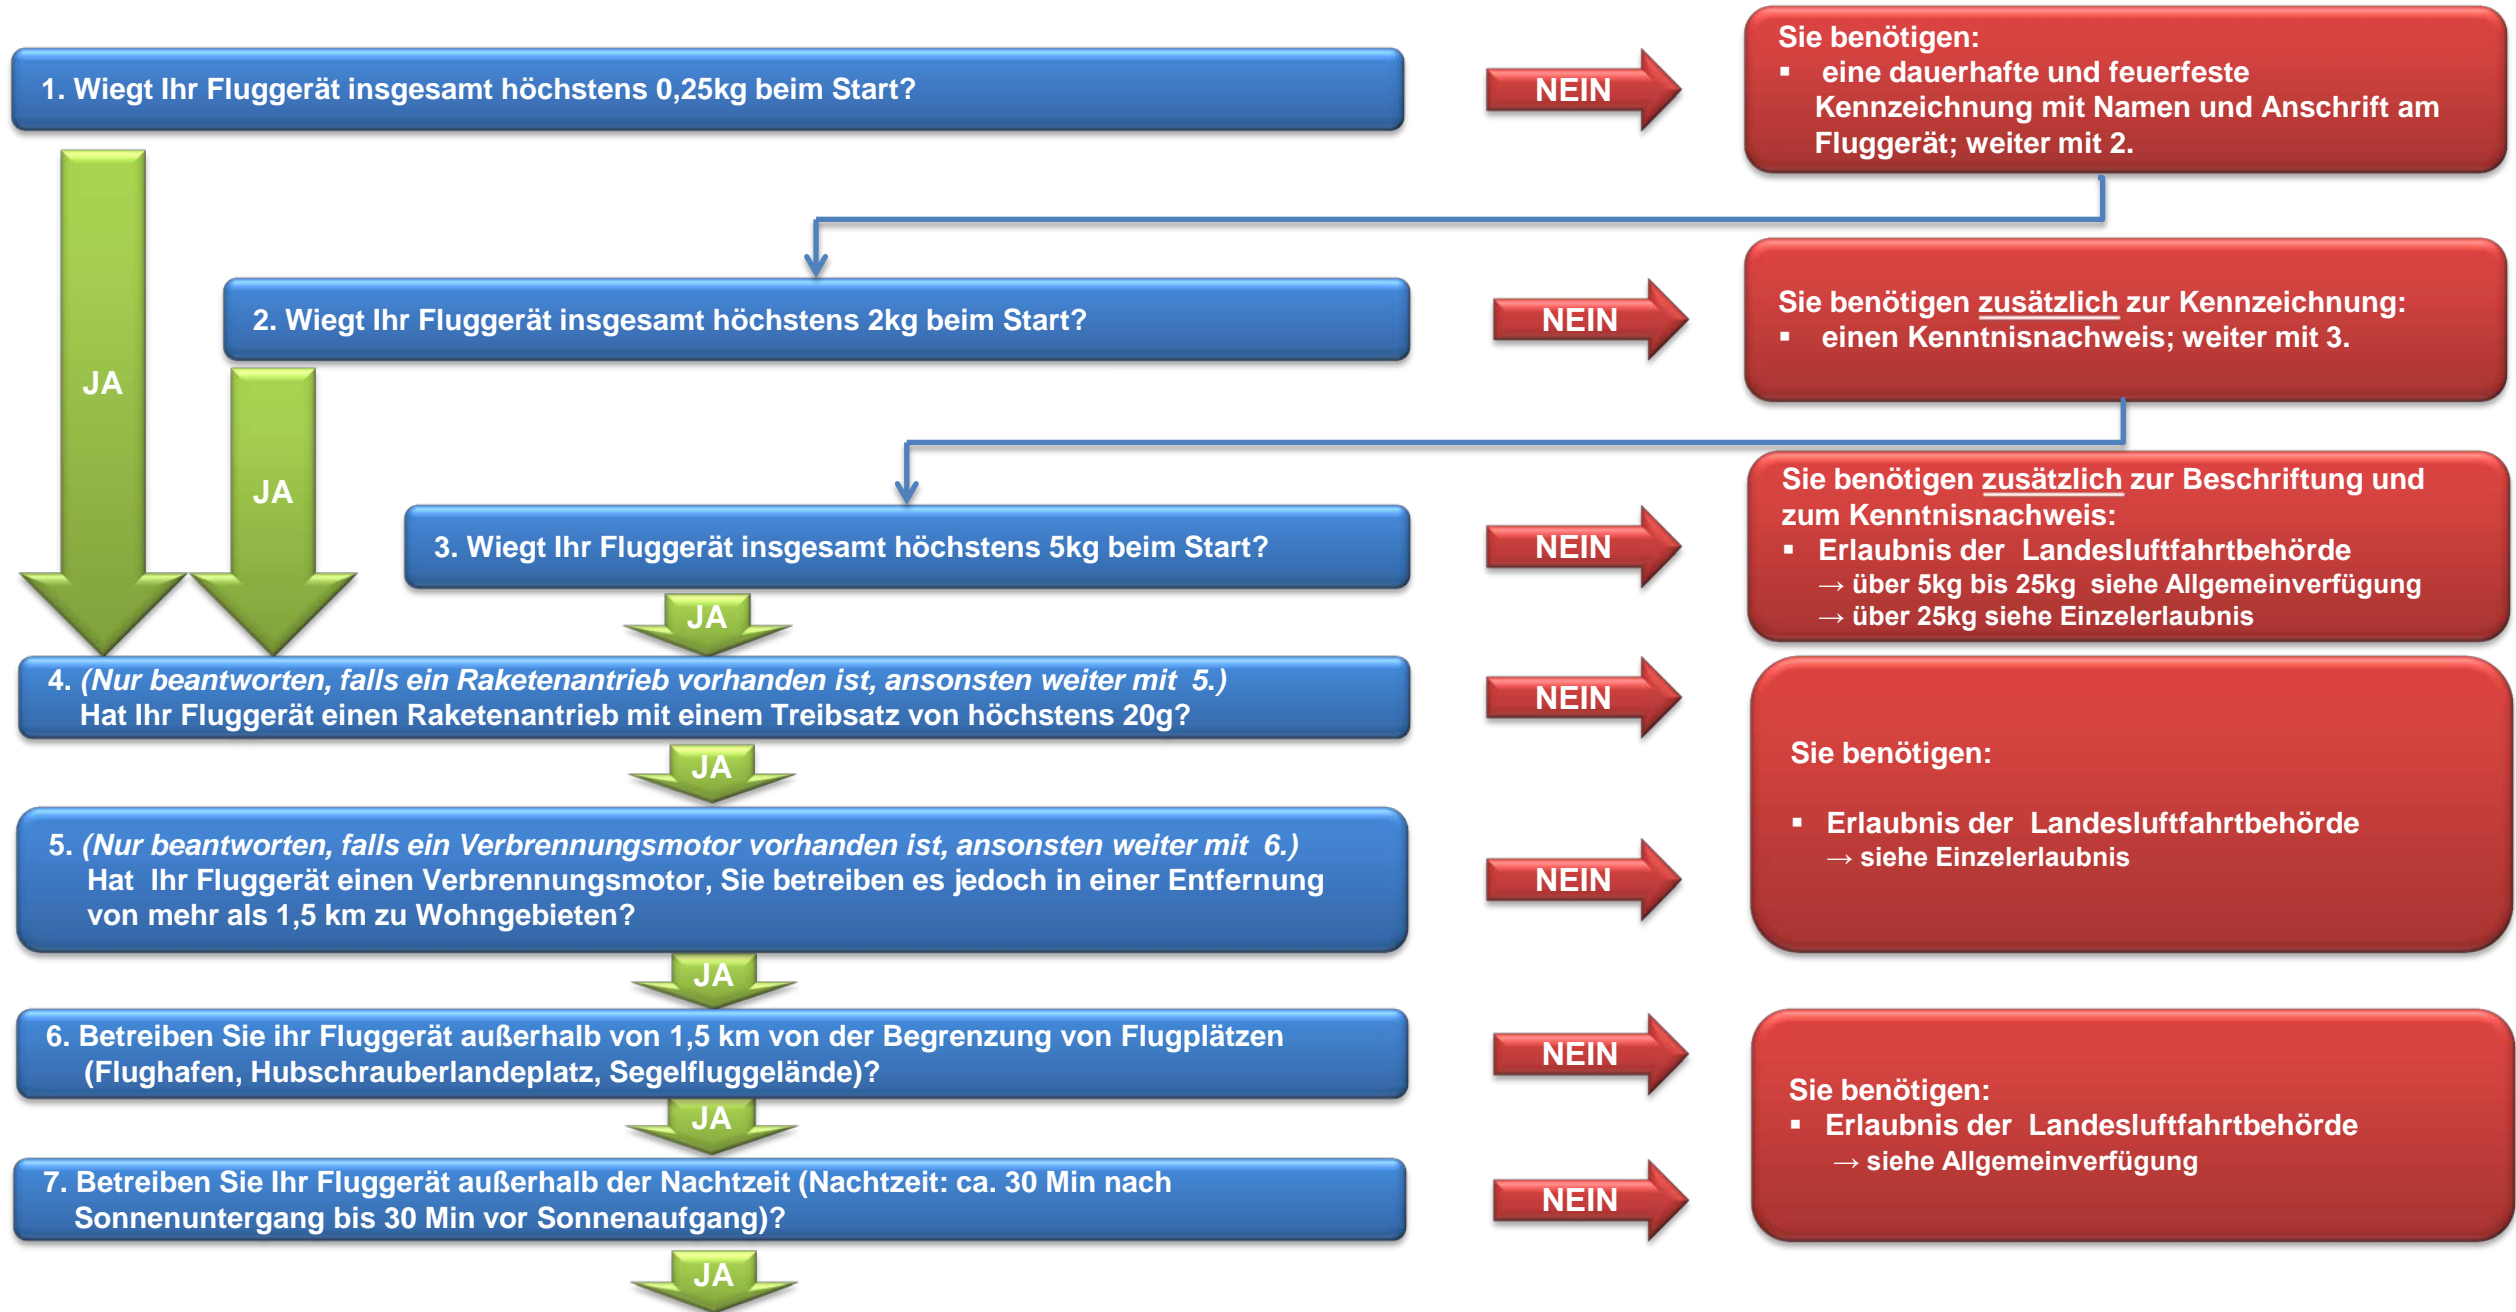 1. Wiegt Ihr Fluggerät insgesamt höchstens 0,25kg beim Start?
NEIN
Sie benötigen:
▪ eine dauerhafte und feuerfeste
Kennzeichnung mit Namen und Anschrift am
Fluggerät; weiter mit 2.
JA
2. Wiegt Ihr Fluggerät insgesamt höchstens 2kg beim Start?
NEIN
Sie benötigen zusätzlich zur Kennzeichnung:
▪ einen Kenntnisnachweis; weiter mit 3.
JA
3. Wiegt Ihr Fluggerät insgesamt höchstens 5kg beim Start?
NEIN
Sie benötigen zusätzlich zur Beschriftung und
zum Kenntnisnachweis:
▪ Erlaubnis der Landesluftfahrtbehörde
→ über 5kg bis 25kg siehe Allgemeinverfügung
→ über 25kg siehe Einzelerlaubnis
JA
4. (Nur beantworten, falls ein Raketenantrieb vorhanden ist, ansonsten weiter mit 5.)
Hat Ihr Fluggerät einen Raketenantrieb mit einem Treibsatz von höchstens 20g?
NEIN
JA
5. (Nur beantworten, falls ein Verbrennungsmotor vorhanden ist, ansonsten weiter mit 6.)
Hat Ihr Fluggerät einen Verbrennungsmotor, Sie betreiben es jedoch in einer Entfernung
von mehr als 1,5 km zu Wohngebieten?
NEIN
Sie benötigen:
▪ Erlaubnis der Landesluftfahrtbehörde
→ siehe Einzelerlaubnis
JA
6. Betreiben Sie ihr Fluggerät außerhalb von 1,5 km von der Begrenzung von Flugplätzen
(Flughafen, Hubschrauberlandeplatz, Segelfluggelände)?
NEIN
JA
7. Betreiben Sie Ihr Fluggerät außerhalb der Nachtzeit (Nachtzeit: ca. 30 Min nach
Sonnenuntergang bis 30 Min vor Sonnenaufgang)?
NEIN
Sie benötigen:
▪ Erlaubnis der Landesluftfahrtbehörde
→ siehe Allgemeinverfügung
JA